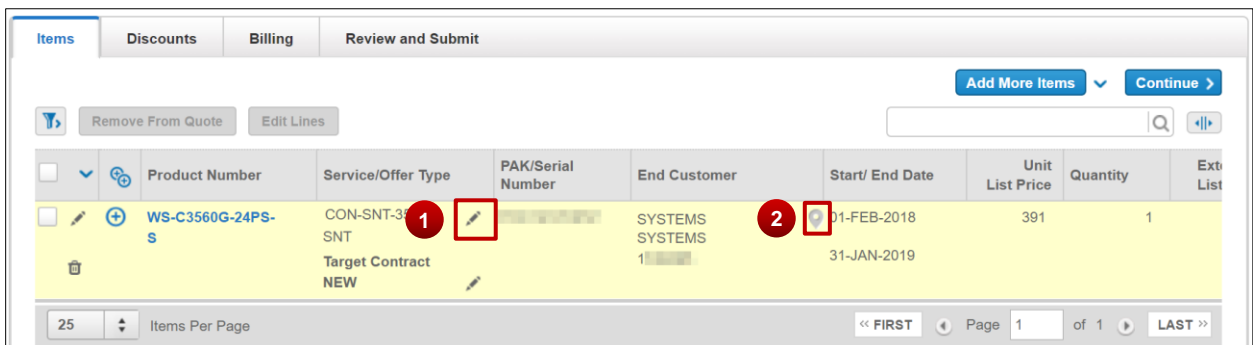 Items Discounts Billing Review and Submit
Add More Items Continue >
Remove From Quote Edit Lines
Product Number Service/Offer Type PAK/Serial Number End Customer Start/ End Date Unit List Price Quantity
WS-C3560G-24PS-
S
CON-SNT-
SNT
1
Target Contract
NEW
SYSTEMS
SYSTEMS
1
2
01-FEB-2018
31-JAN-2019
391
1
25 Items Per Page
« FIRST Page 1 of 1 LAST »